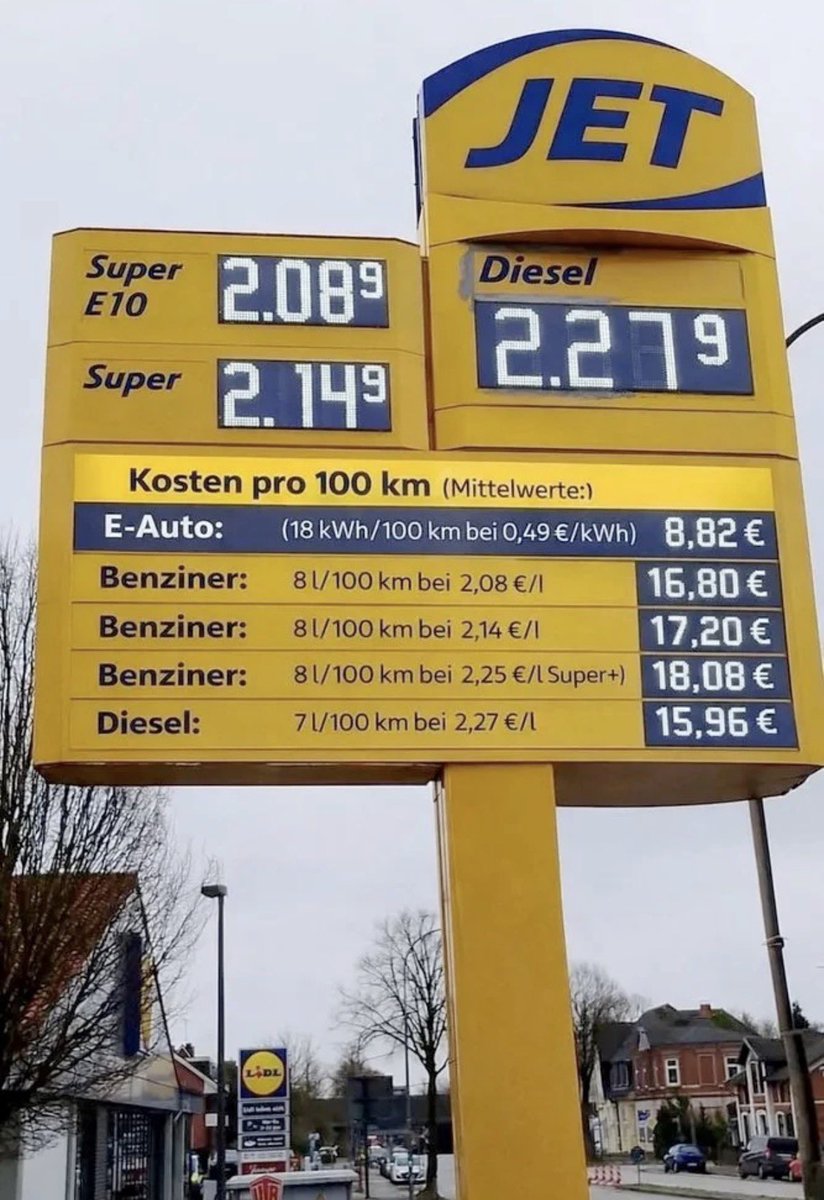 JET
Super E10 2.08⁹
Super 2.14⁹
Diesel
2.27⁹
Kosten pro 100 km (Mittelwerte:)
E-Auto: (18 kWh/100 km bei 0,49 €/kWh) 8,82 €
Benziner: 8 l/100 km bei 2,08 €/l 16,80 €
Benziner: 8 l/100 km bei 2,14 €/l 17,20 €
Benziner: 8 l/100 km bei 2,25 €/l Super+) 18,08 €
Diesel: 7 l/100 km bei 2,27 €/l 15,96 €
LIDL